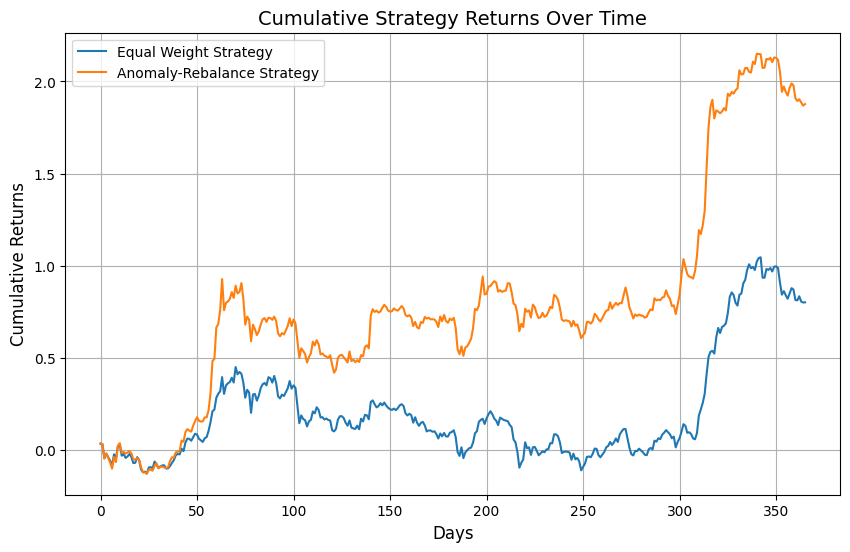 Cumulative Strategy Returns Over Time
Equal Weight Strategy
Anomaly-Rebalance Strategy
Cumulative Returns
2.0
1.5
1.0
0.5
0.0
0 50 100 150 200 250 300 350
Days